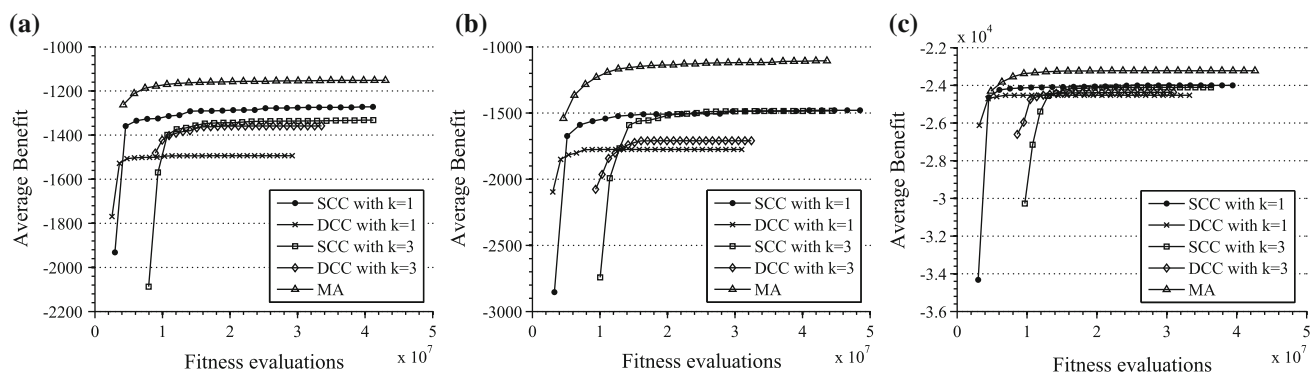 (a)
-1000
-1200
-1400
-1600
-1800
-2000
-2200
Average Benefit
0 1 2 3 4 5
x 10^7
Fitness evaluations
SCC with k=1
DCC with k=1
SCC with k=3
DCC with k=3
MA
(b)
-1000
-1500
-2000
-2500
-3000
Average Benefit
0 1 2 3 4 5
x 10^7
Fitness evaluations
SCC with k=1
DCC with k=1
SCC with k=3
DCC with k=3
MA
(c)
x 10^4
-2.2
-2.4
-2.6
-2.8
-3
-3.2
-3.4
-3.6
Average Benefit
0 1 2 3 4 5
x 10^7
Fitness evaluations
SCC with k=1
DCC with k=1
SCC with k=3
DCC with k=3
MA